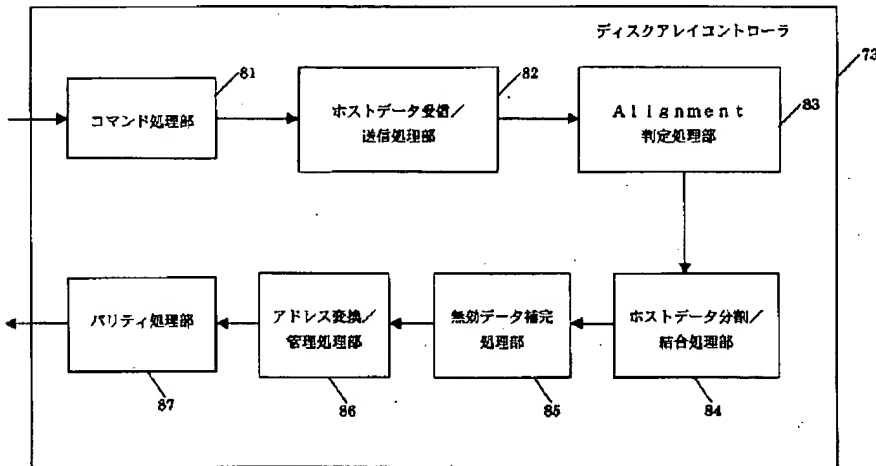 ディスクアレイコントローラ
73
81
コマンド処理部
82
ホストデータ受信／
送信処理部
83
Alignment
判定処理部
パリティ処理部
87
アドレス変換／
管理処理部
86
無効データ補完
処理部
85
ホストデータ分割／
結合処理部
84